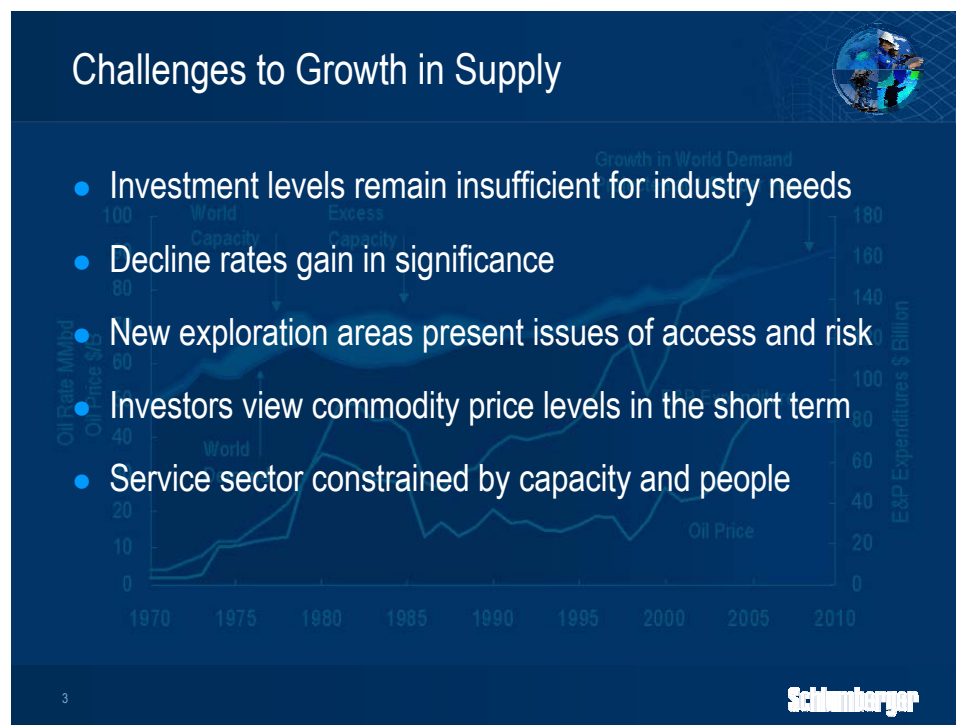 Challenges to Growth in Supply
Growth in World Demand
● Investment levels remain insufficient for industry needs
100 World Excess 180
Capacity Capacity
● Decline rates gain in significance
160
80
140
● New exploration areas present issues of access and risk
60
100
● Investors view commodity price levels in the short term
80
40
World
60
● Service sector constrained by capacity and people
40
20
Oil Price
10
20
0
0
Oil Rate MMbd
Oil Price $/B
E&P Expenditures $ Billion
1970 1975 1980 1985 1990 1995 2000 2005 2010
3
Schlumberger